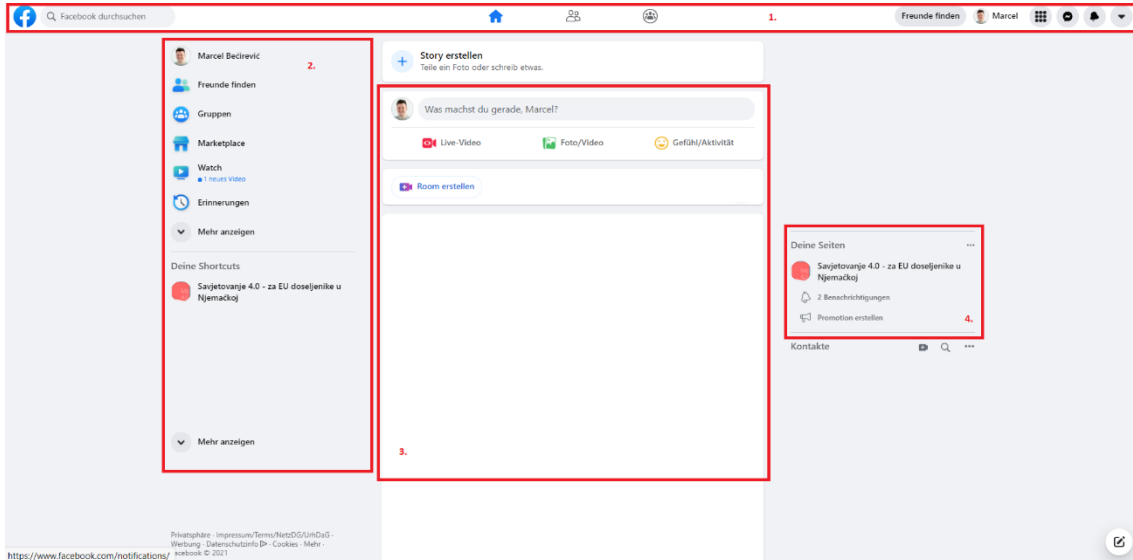 Facebook durchsuchen
1.
Freunde finden
Marcel
2.
Marcel Bećirević
Freunde finden
Gruppen
Marketplace
Watch
1 neues Video
Erinnerungen
Mehr anzeigen
Deine Shortcuts
Savjetovanje 4.0 - za EU doseljenike u
Njemačkoj
Mehr anzeigen
Privatsphäre · Impressum/Terms/NetzDG/UrhDaG ·
Werbung · Datenschutzinfo · Cookies · Mehr ·
acebook © 2021
https://www.facebook.com/notifications/
Story erstellen
Teile ein Foto oder schreib etwas.
Was machst du gerade, Marcel?
Live-Video
Foto/Video
Gefühl/Aktivität
Room erstellen
3.
Deine Seiten
Savjetovanje 4.0 - za EU doseljenike u
Njemačkoj
2 Benachrichtigungen
Promotion erstellen
4.
Kontakte